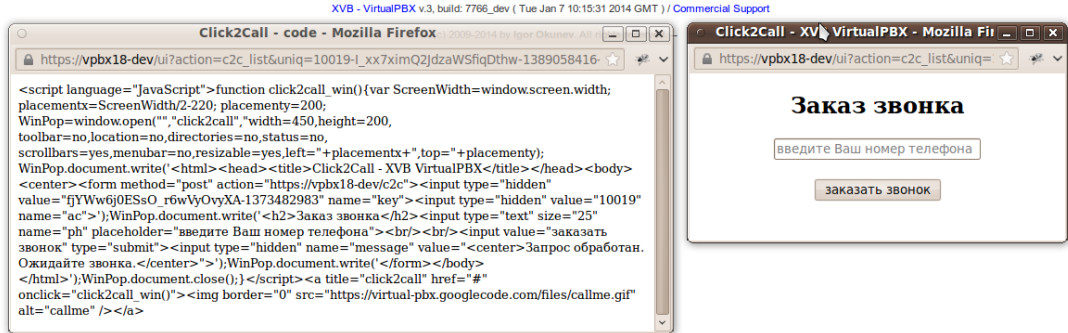 XVB - VirtualPBX v.3, build: 7766_dev ( Tue Jan 7 10:15:31 2014 GMT ) / Commercial Support
Click2Call - code - Mozilla Firefox
2009-2014 by Igor Okunev. All
https://vpbx18-dev/ui?action=c2c_list&uniq=10019-I_xx7ximQ2JdzaWSfiqDthw-1389058416-
<script language="JavaScript">function click2call_win(){var ScreenWidth=window.screen.width;
placementx=ScreenWidth/2-220; placementy=200;
WinPop=window.open("","click2call","width=450,height=200,
toolbar=no,location=no,directories=no,status=no,
scrollbars=yes,menubar=no,resizable=yes,left="+placementx+",top="+placementy);
WinPop.document.write('<html><head><title>Click2Call - XVB VirtualPBX</title></head><body>
<center><form method="post" action="https://vpbx18-dev/c2c"><input type="hidden"
value="fjYWw6j0ESsO_r6wVyOvyXA-1373482983" name="key"><input type="hidden" value="10019"
name="ac">');WinPop.document.write('<h2>Заказ звонка</h2><input type="text" size="25"
name="ph" placeholder="введите Ваш номер телефона"><br/><br/><input value="заказать
звонок" type="submit"><input type="hidden" name="message" value="<center>Запрос обработан.
Ожидайте звонка.</center>">');WinPop.document.write('</form></body>
</html>');WinPop.document.close();}</script><a title="click2call" href="#"
onclick="click2call_win()"><img border="0" src="https://virtual-pbx.googlecode.com/files/callme.gif"
alt="callme" /></a>
Click2Call - XV VirtualPBX - Mozilla Fir
https://vpbx18-dev/ui?action=c2c_list&uniq=
Заказ звонка
введите Ваш номер телефона
заказать звонок